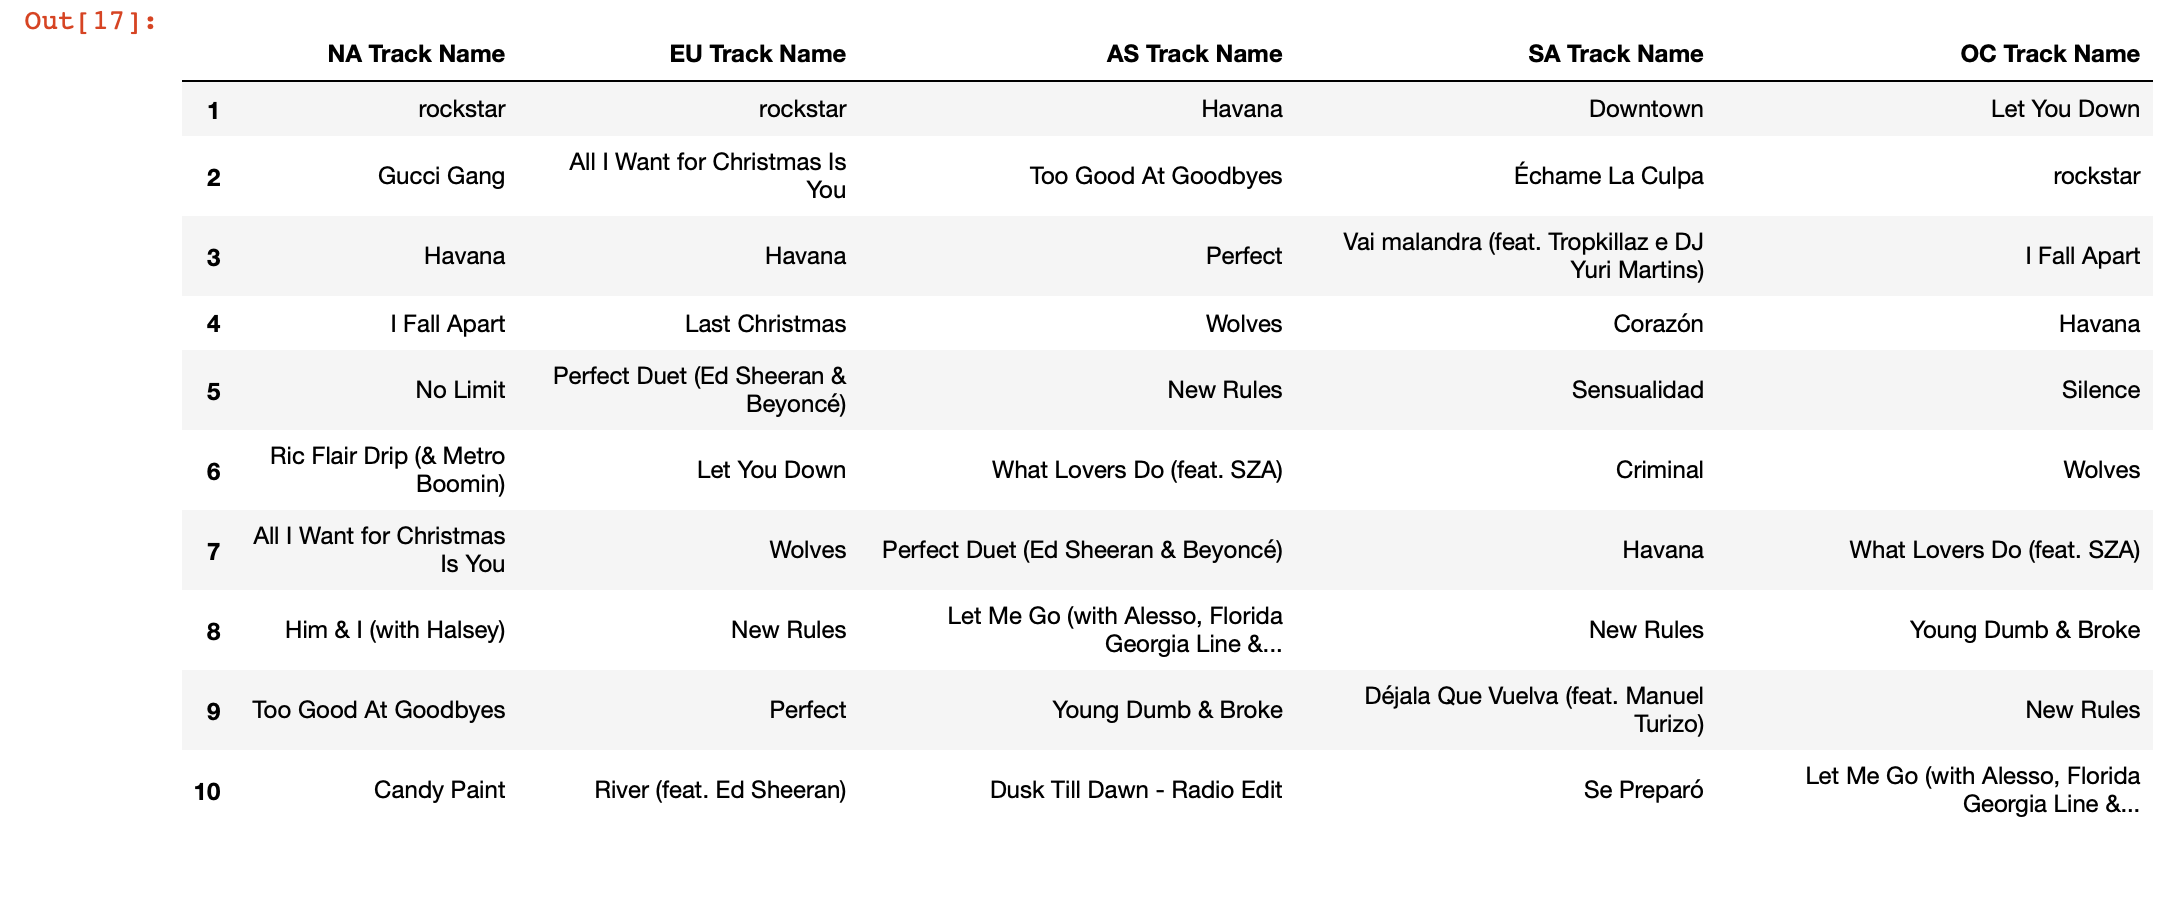 Out[17]:
NA Track Name EU Track Name AS Track Name SA Track Name OC Track Name
1 rockstar rockstar Havana Downtown Let You Down
2 Gucci Gang All I Want for Christmas Is You Too Good At Goodbyes Échame La Culpa rockstar
3 Havana Havana Perfect Vai malandra (feat. Tropkillaz e DJ Yuri Martins) I Fall Apart
4 I Fall Apart Last Christmas Wolves Corazón Havana
5 No Limit Perfect Duet (Ed Sheeran & Beyoncé) New Rules Sensualidad Silence
6 Ric Flair Drip (& Metro Boomin) Let You Down What Lovers Do (feat. SZA) Criminal Wolves
7 All I Want for Christmas Is You Wolves Perfect Duet (Ed Sheeran & Beyoncé) Havana What Lovers Do (feat. SZA)
8 Him & I (with Halsey) New Rules Let Me Go (with Alesso, Florida Georgia Line &... New Rules Young Dumb & Broke
9 Too Good At Goodbyes Perfect Young Dumb & Broke Déjala Que Vuelva (feat. Manuel Turizo) New Rules
10 Candy Paint River (feat. Ed Sheeran) Dusk Till Dawn - Radio Edit Se Preparó Let Me Go (with Alesso, Florida Georgia Line &...